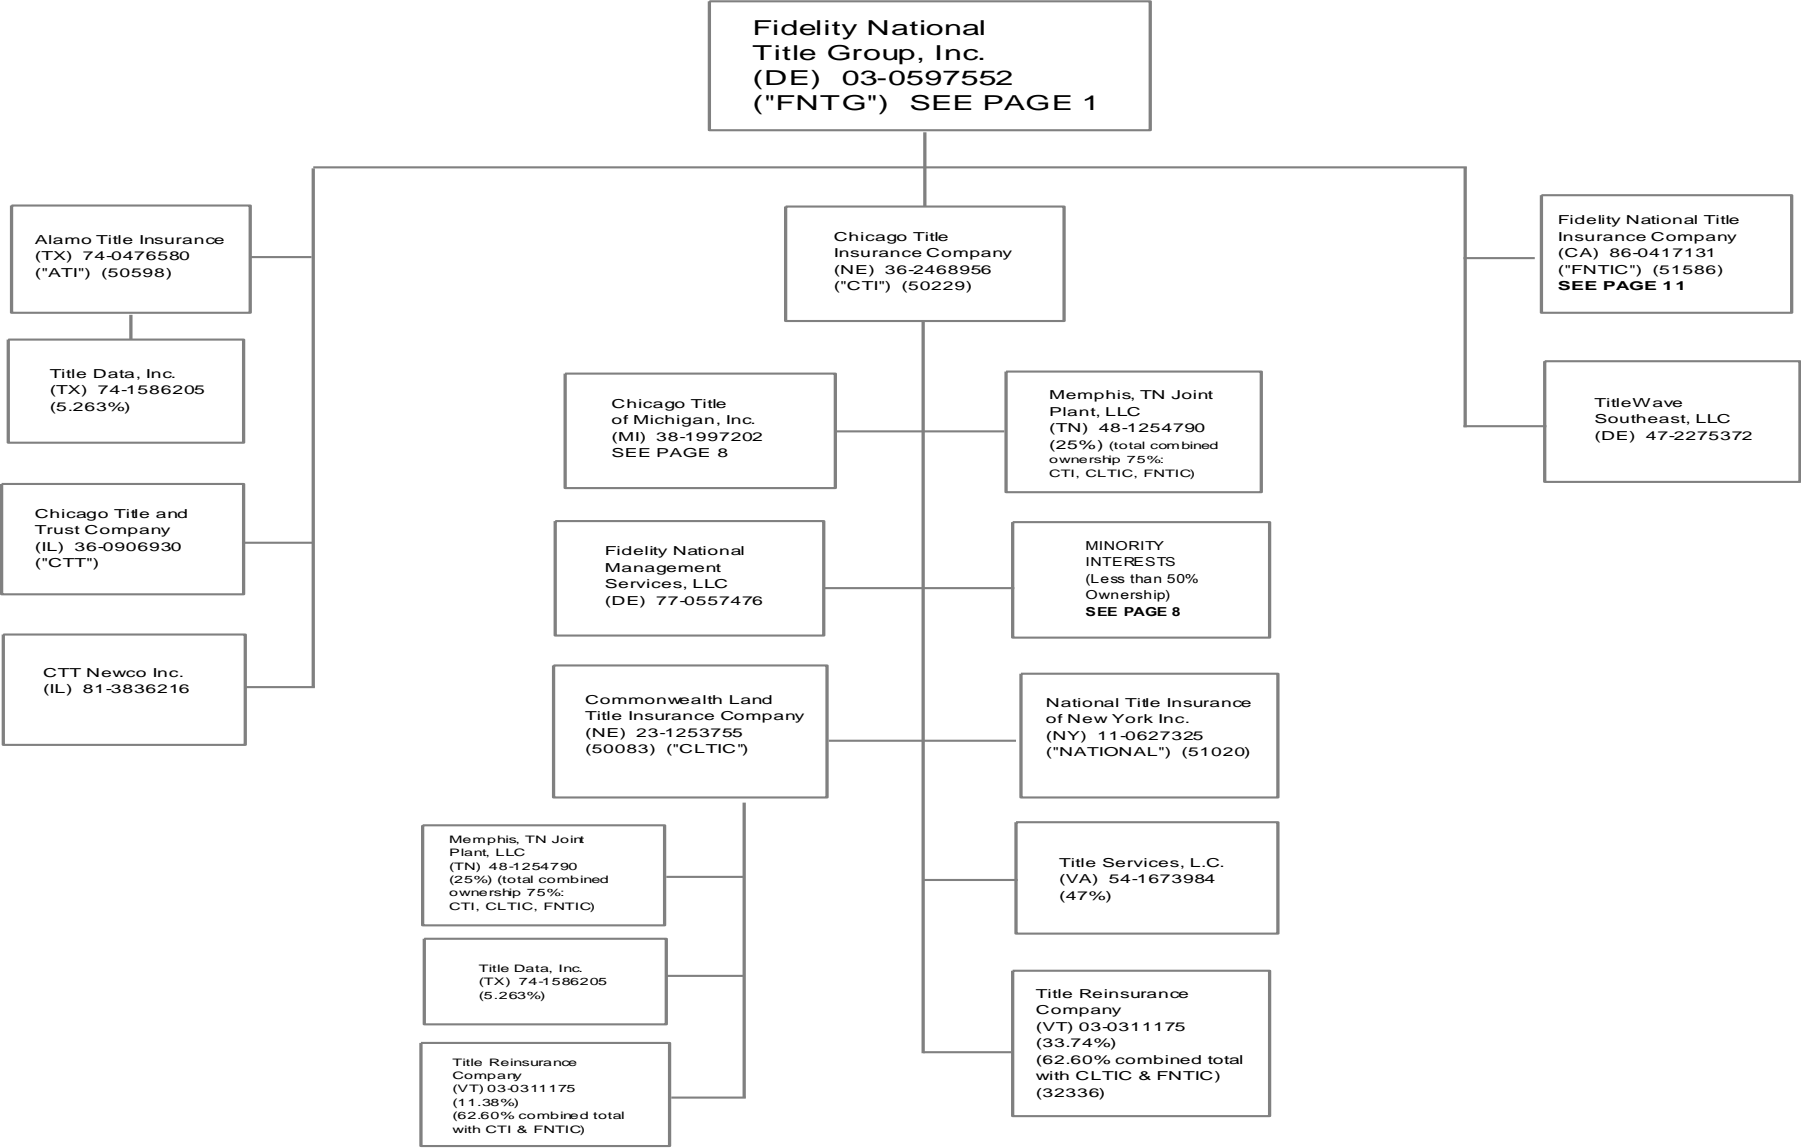 Fidelity National
Title Group, Inc.
(DE) 03-0597552
("FNTG") SEE PAGE 1
Alamo Title Insurance
(TX) 74-0476580
("ATI") (50598)
Title Data, Inc.
(TX) 74-1586205
(5.263%)
Chicago Title and
Trust Company
(IL) 36-0906930
("CTT")
CTT Newco Inc.
(IL) 81-3836216
Chicago Title
Insurance Company
(NE) 36-2468956
("CTI") (50229)
Chicago Title
of Michigan, Inc.
(MI) 38-1997202
SEE PAGE 8
Memphis, TN Joint
Plant, LLC
(TN) 48-1254790
(25%) (total combined
ownership 75%:
CTI, CLTIC, FNTIC)
Fidelity National
Management
Services, LLC
(DE) 77-0557476
MINORITY
INTERESTS
(Less than 50%
Ownership)
SEE PAGE 8
Commonwealth Land
Title Insurance Company
(NE) 23-1253755
(50083) ("CLTIC")
National Title Insurance
of New York Inc.
(NY) 11-0627325
("NATIONAL") (51020)
Memphis, TN Joint
Plant, LLC
(TN) 48-1254790
(25%) (total combined
ownership 75%:
CTI, CLTIC, FNTIC)
Title Data, Inc.
(TX) 74-1586205
(5.263%)
Title Reinsurance
Company
(VT) 03-0311175
(11.38%)
(62.60% combined total
with CTI & FNTIC)
Title Services, L.C.
(VA) 54-1673984
(47%)
Title Reinsurance
Company
(VT) 03-0311175
(33.74%)
(62.60% combined total
with CLTIC & FNTIC)
(32336)
Fidelity National Title
Insurance Company
(CA) 86-0417131
("FNTIC") (51586)
SEE PAGE 11
TitleWave
Southeast, LLC
(DE) 47-2275372